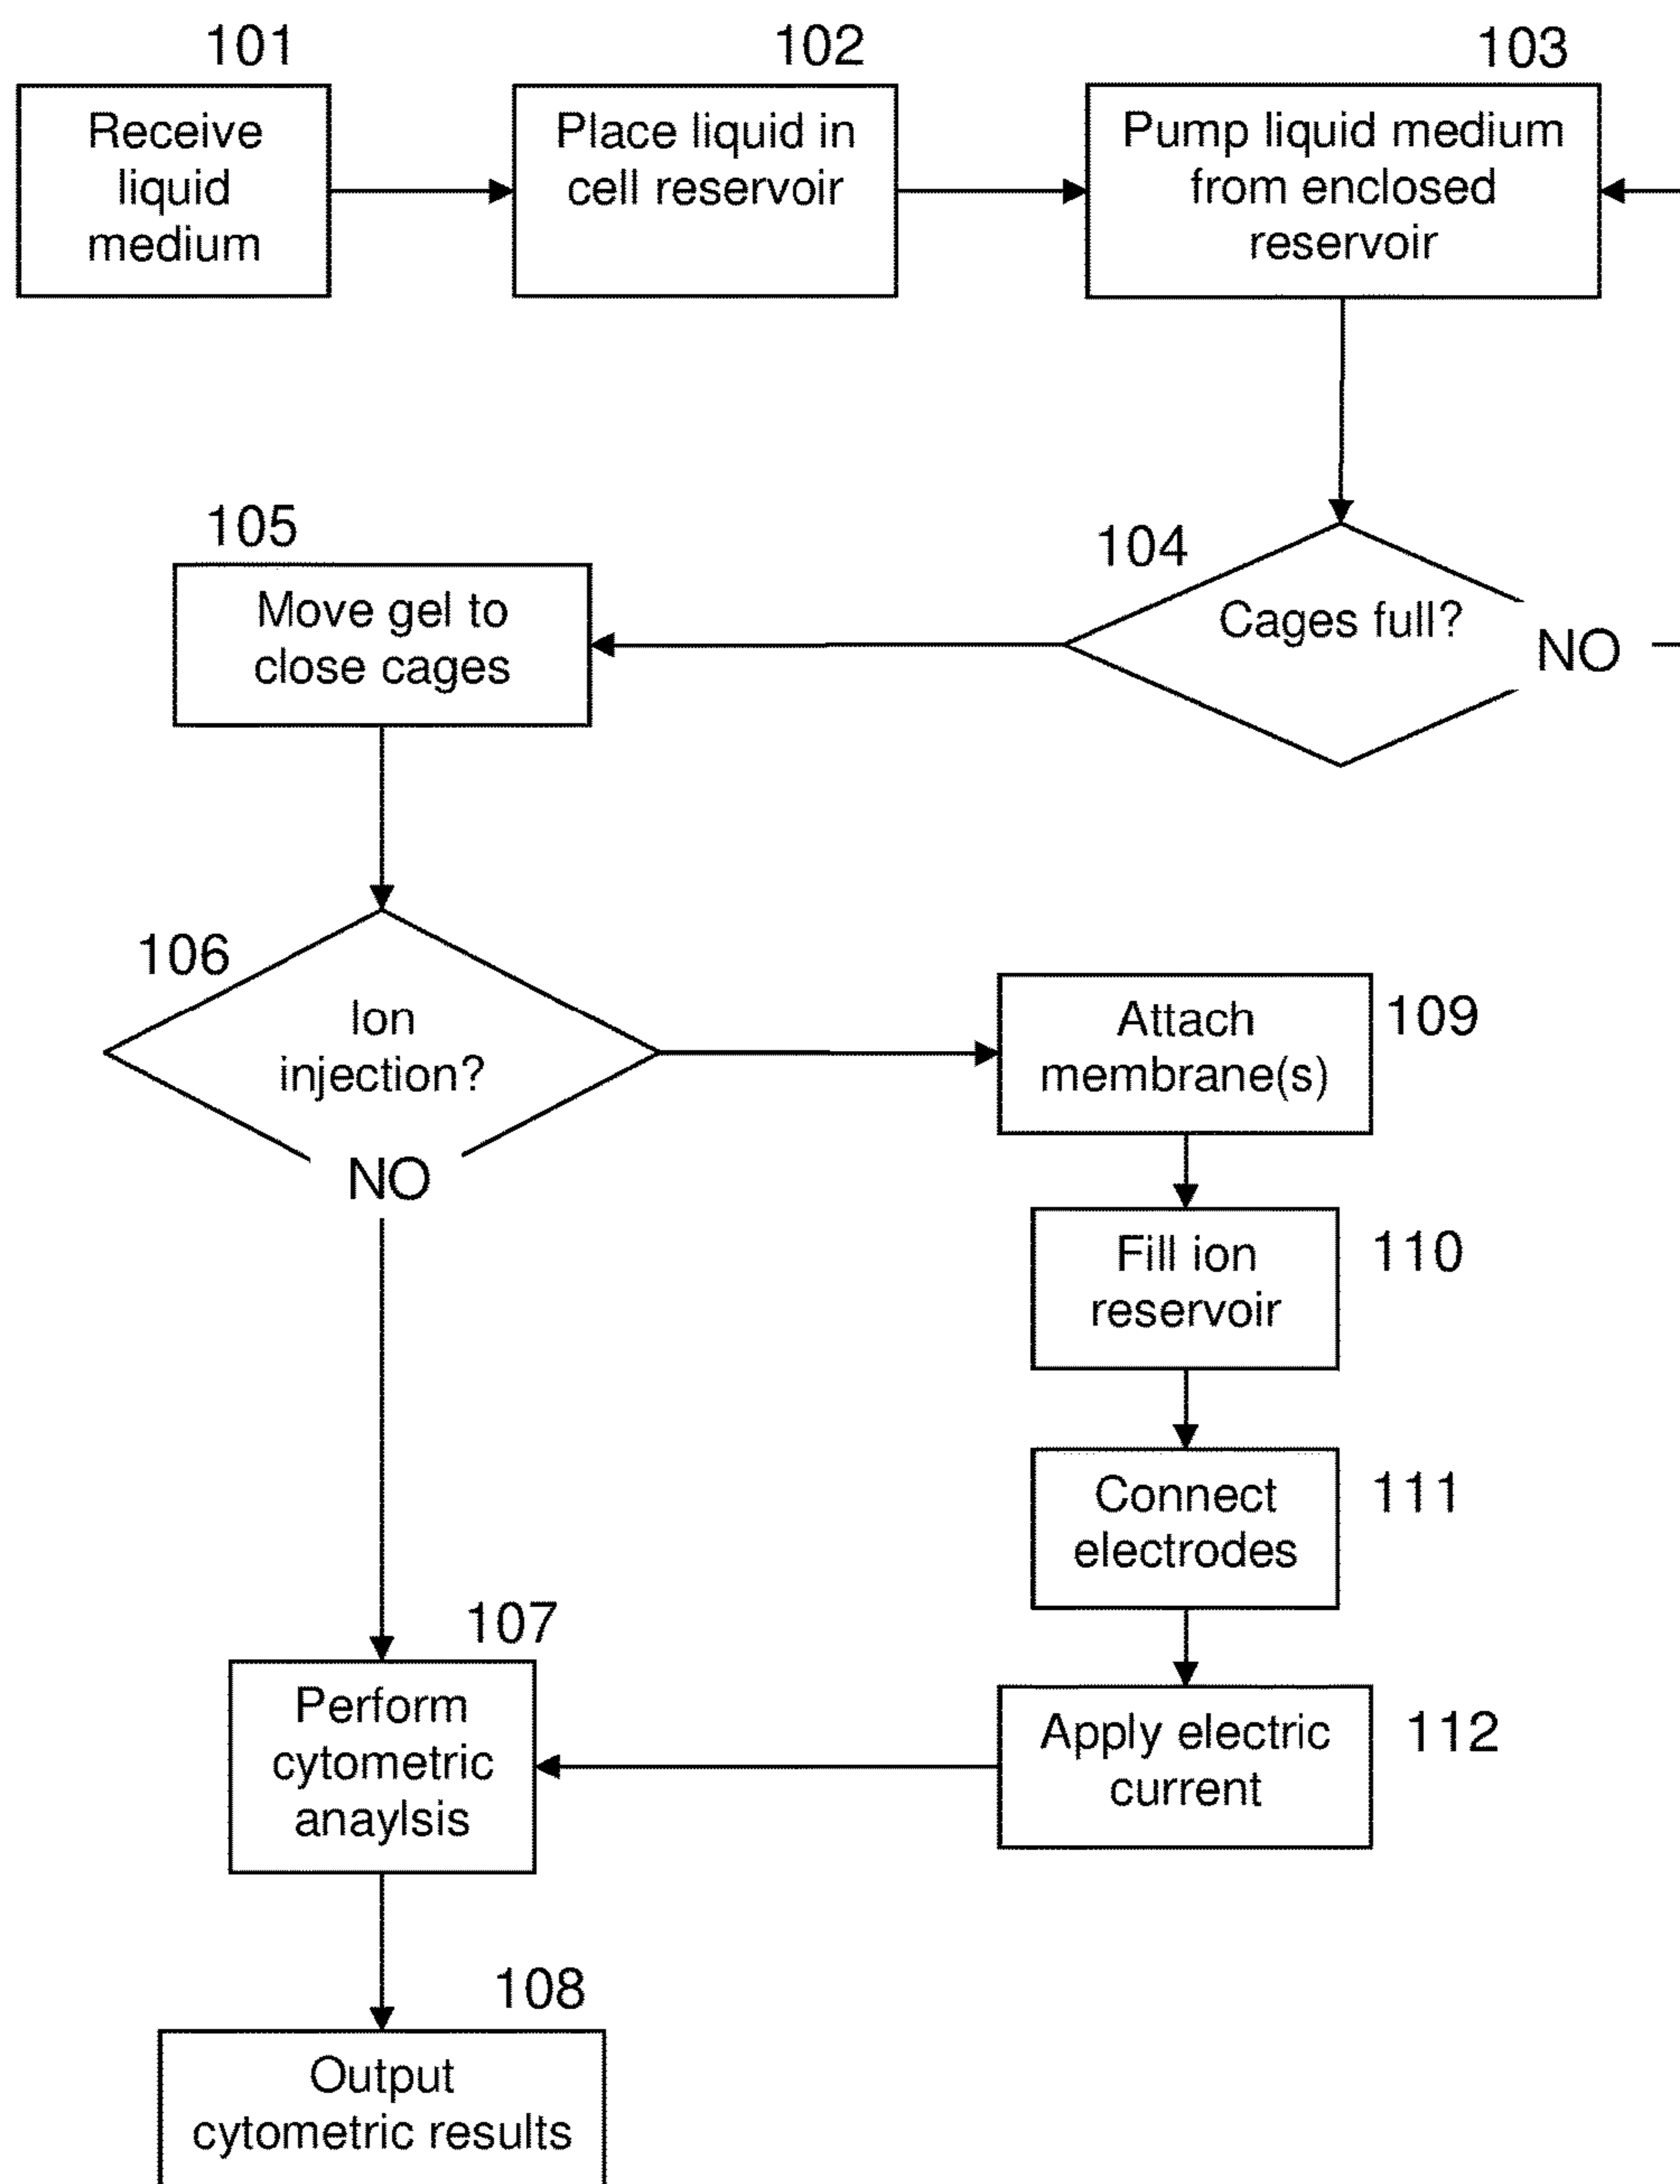 101
Receive
liquid
medium
102
Place liquid in
cell reservoir
103
Pump liquid medium
from enclosed
reservoir
104
Cages full?
NO
105
Move gel to
close cages
106
Ion
injection?
NO
109
Attach
membrane(s)
110
Fill ion
reservoir
111
Connect
electrodes
112
Apply electric
current
107
Perform
cytometric
anaylsis
108
Output
cytometric results